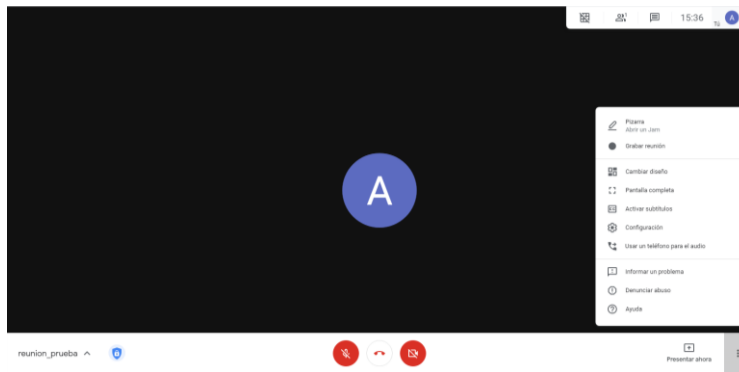 15:36
A
A
Pizarra
Abrir un Jam
Grabar reunión
Cambiar diseño
Pantalla completa
Activar subtítulos
Configuración
Usar un teléfono para el audio
Informar un problema
Denunciar abuso
Ayuda
reunion_prueba
Presentar ahora